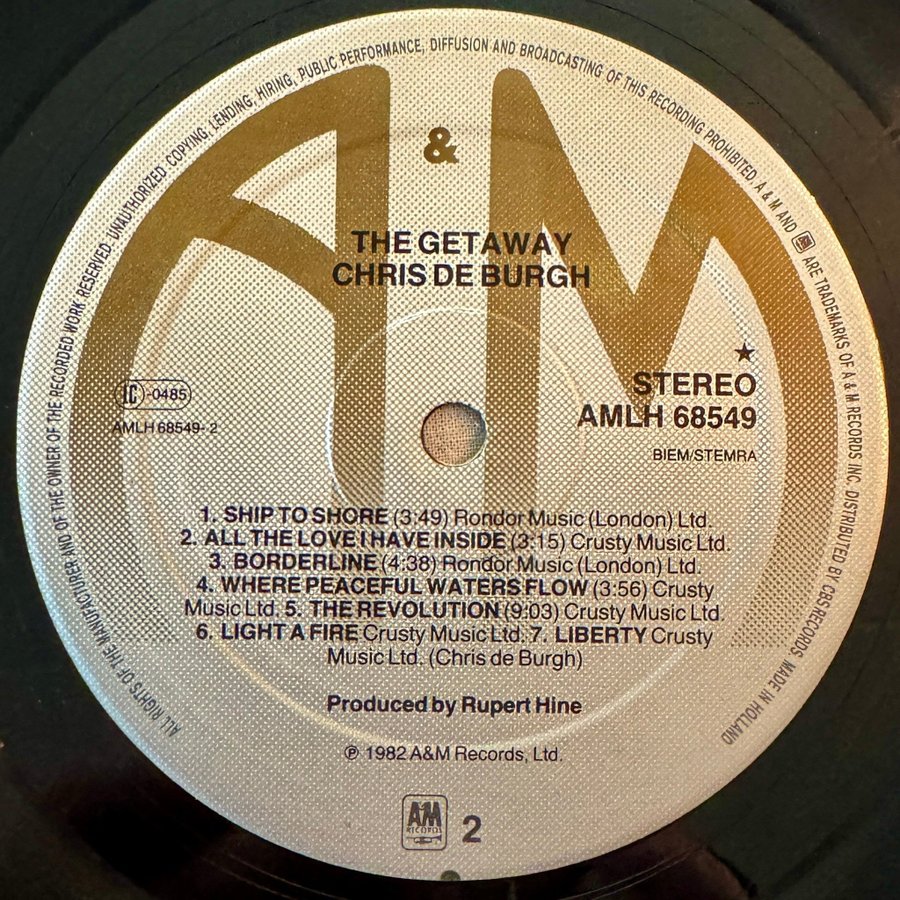 ALL RIGHTS OF THE MANUFACTURER AND OF THE OWNER OF THE RECORDED WORK RESERVED. UNAUTHORIZED COPYING, LENDING, HIRING, PUBLIC PERFORMANCE, DIFFUSION AND BROADCASTING OF THIS RECORDING PROHIBITED. A & M AND ARE TRADEMARKS OF A & M RECORDS INC. DISTRIBUTED BY CBS RECORDS. MADE IN HOLLAND
A & M
THE GETAWAY
CHRIS DE BURGH
IC -0485
AMLH 68549-2
★
STEREO
AMLH 68549
BIEM/STEMRA
1. SHIP TO SHORE (3:49) Rondor Music (London) Ltd.
2. ALL THE LOVE I HAVE INSIDE (3:15) Crusty Music Ltd.
3. BORDERLINE (4:38) Rondor Music (London) Ltd.
4. WHERE PEACEFUL WATERS FLOW (3:56) Crusty
Music Ltd. 5. THE REVOLUTION (9:03) Crusty Music Ltd.
6. LIGHT A FIRE Crusty Music Ltd. 7. LIBERTY Crusty
Music Ltd. (Chris de Burgh)
Produced by Rupert Hine
℗ 1982 A&M Records, Ltd.
A&M
RECORDS
2